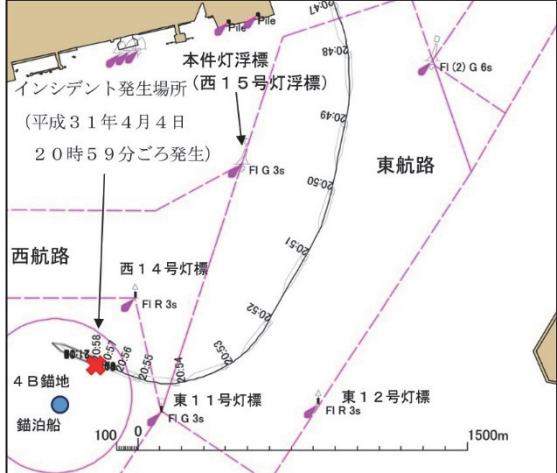 Pile
Pile
20:47
本件灯浮標
(西15号灯浮標)
20:48
Fl (2) G 6s
インシデント発生場所
(平成31年4月4日
20時59分ごろ発生)
20:49
東航路
Fl G 3s
20:50
西航路
20:51
西14号灯標
Fl R 3s
20:52
20:53
20:58
20:57
20:56
20:55
20:54
4B錨地
錨泊船
東11号灯標
Fl G 3s
東12号灯標
Fl R 3s
100
0
1500m